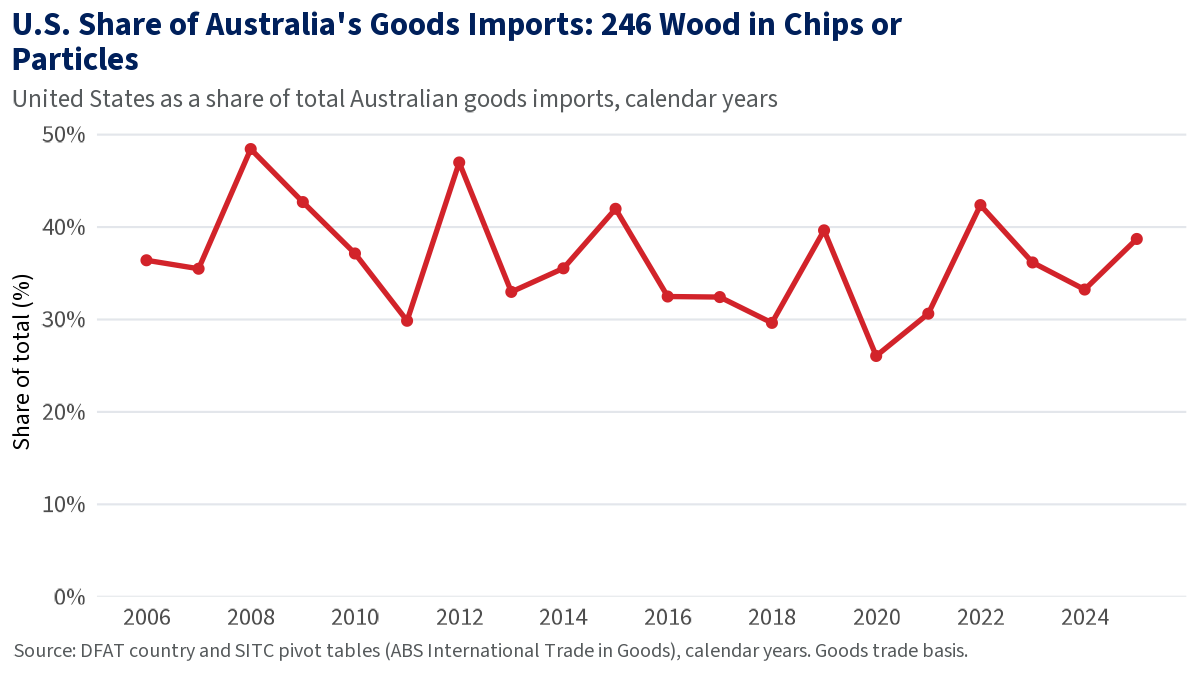 U.S. Share of Australia's Goods Imports: 246 Wood in Chips or
Particles
United States as a share of total Australian goods imports, calendar years
Share of total (%)
50%
40%
30%
20%
10%
0%
2006 2008 2010 2012 2014 2016 2018 2020 2022 2024
Source: DFAT country and SITC pivot tables (ABS International Trade in Goods), calendar years. Goods trade basis.